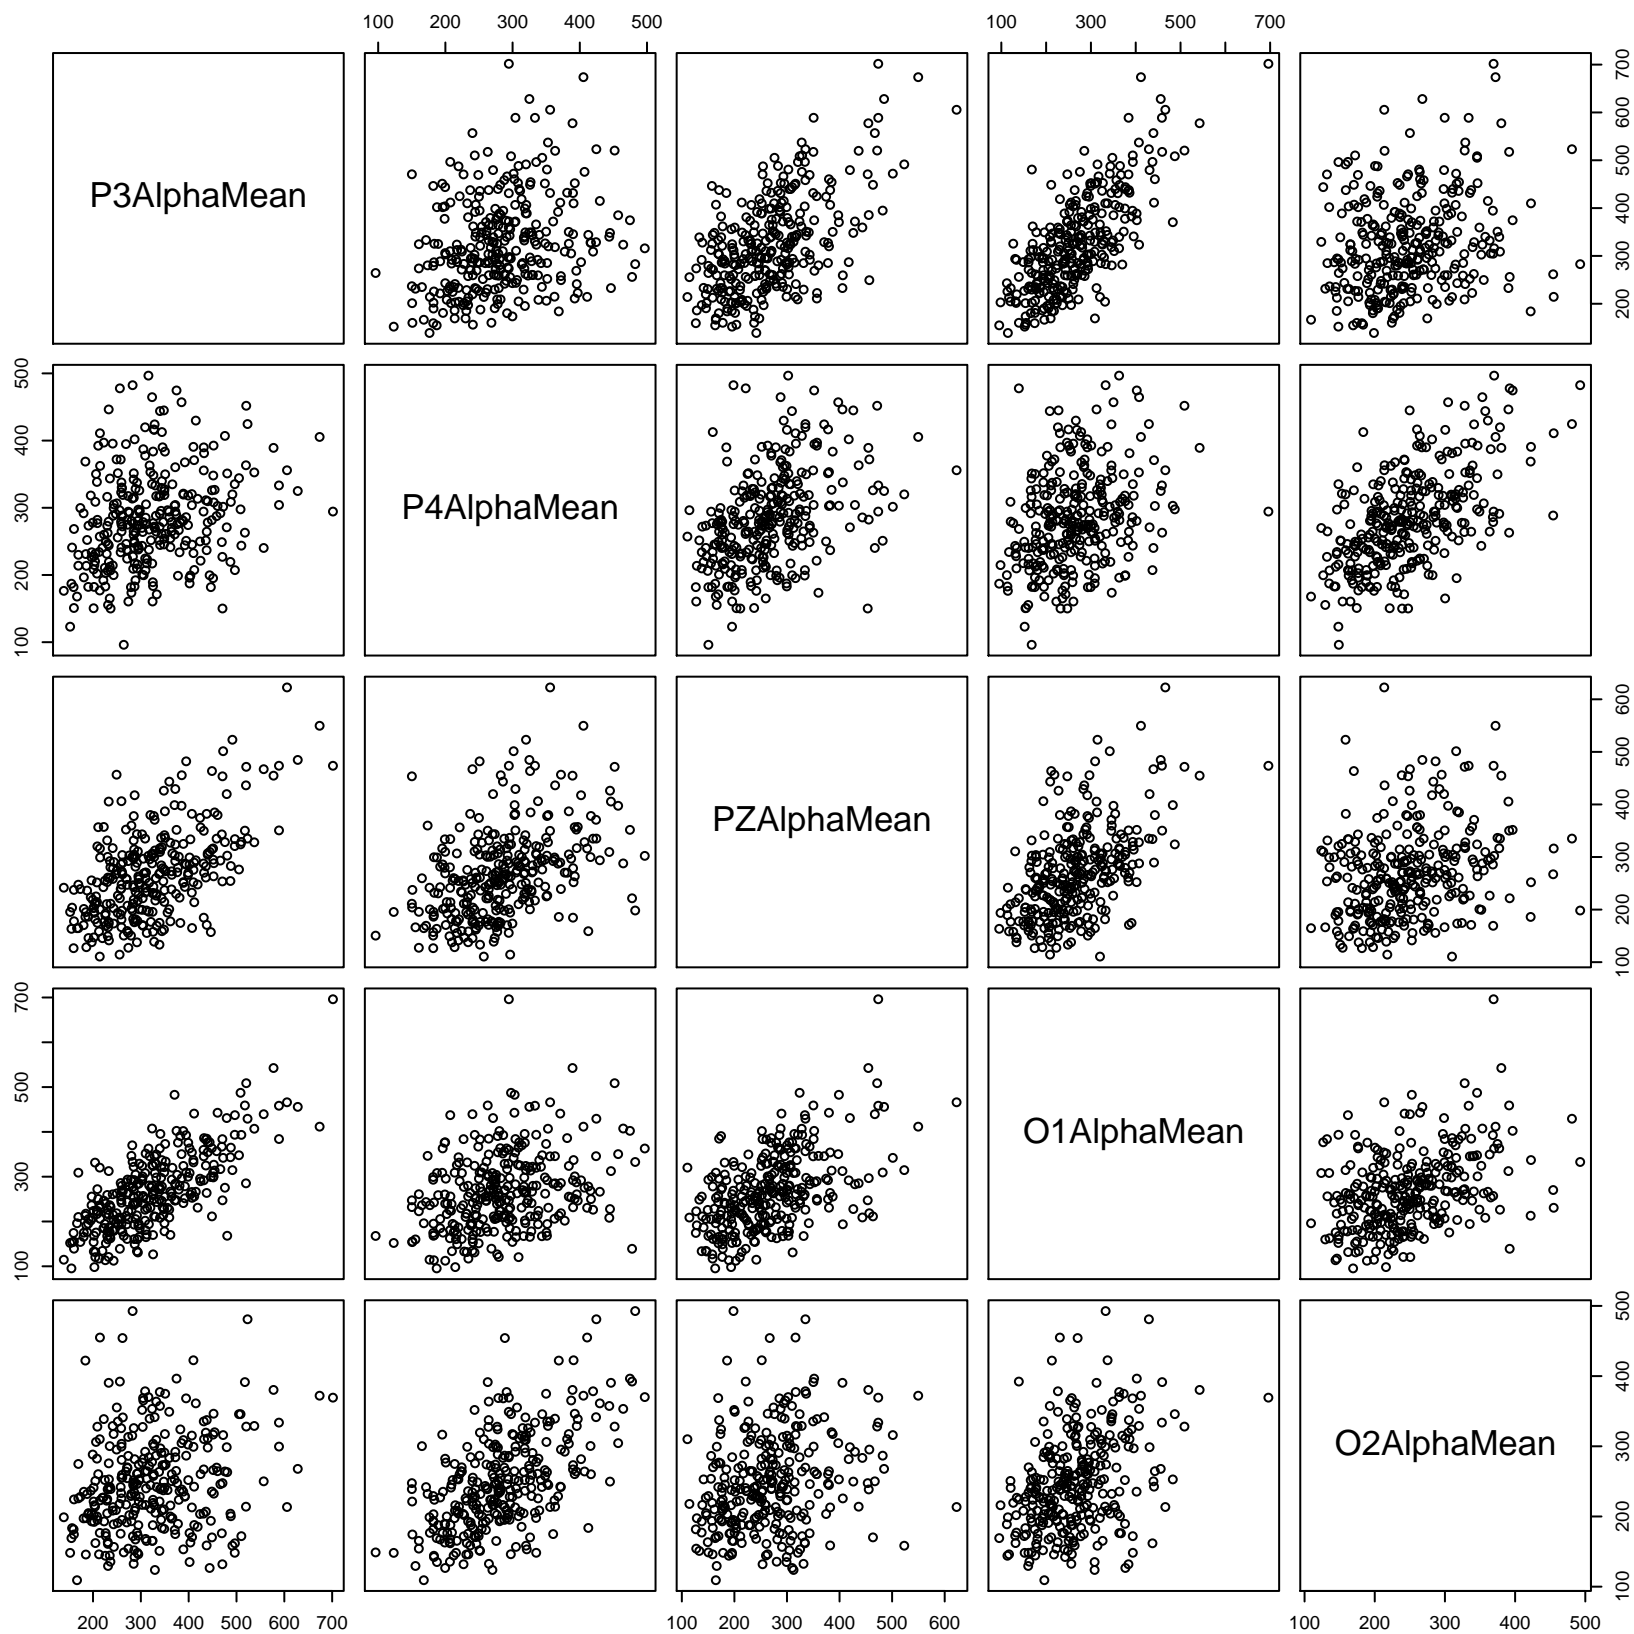 100 200 300 400 500
100 300 500 700
P3AlphaMean
200 300 400 500 600 700
100 200 300 400 500
P4AlphaMean
PZAlphaMean
100 200 300 400 500 600
100 300 500 700
O1AlphaMean
O2AlphaMean
100 200 300 400 500
200 300 400 500 600 700
100 200 300 400 500 600
100 200 300 400 500